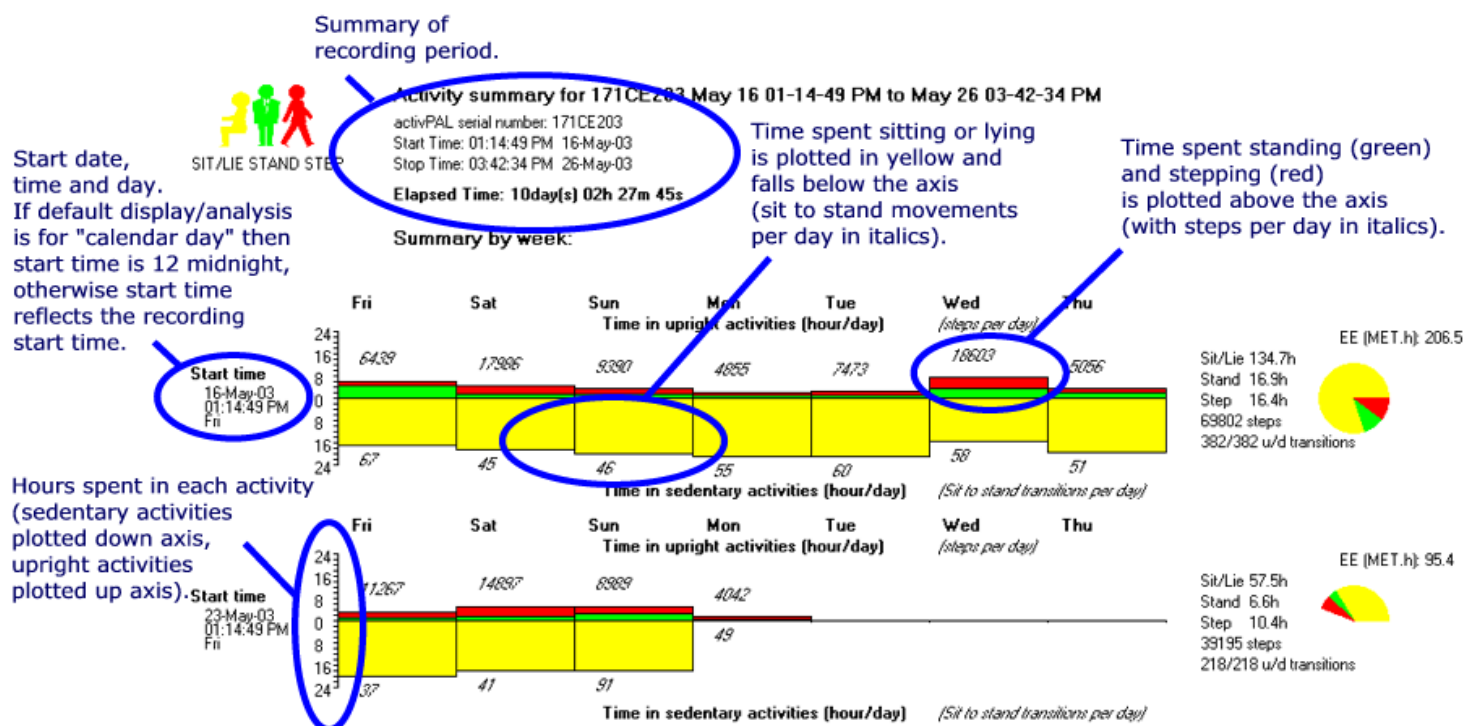 Summary of
recording period.
Activity summary for 171CE203 May 16 01-14-49 PM to May 26 03-42-34 PM
activPAL serial number: 171CE203
Start Time: 01:14:49 PM 16-May-03
Stop Time: 03:42:34 PM 26-May-03
Elapsed Time: 10day(s) 02h 27m 45s
Summary by week:
SIT/LIE STAND STEP
Start date,
time and day.
If default display/analysis
is for "calendar day" then
start time is 12 midnight,
otherwise start time
reflects the recording
start time.
Time spent sitting or lying
is plotted in yellow and
falls below the axis
(sit to stand movements
per day in italics).
Time spent standing (green)
and stepping (red)
is plotted above the axis
(with steps per day in italics).
Fri Sat Sun Mon Tue Wed Thu
Time in upright activities (hour/day) (steps per day)
24
16
8
0
8
16
24
6439 17986 9390 4855 7473 18603 5056
Start time
16-May-03
01:14:49 PM
Fri
67 45 46 55 60 58 51
Time in sedentary activities (hour/day) (Sit to stand transitions per day)
EE (MET.h): 206.5
Sit/Lie 134.7h
Stand 16.9h
Step 16.4h
69802 steps
382/382 u/d transitions
Hours spent in each activity
(sedentary activities
plotted down axis,
upright activities
plotted up axis).
Fri Sat Sun Mon Tue Wed Thu
Time in upright activities (hour/day) (steps per day)
24
16
8
0
8
16
24
11267 14897 8989 4042
Start time
23-May-03
01:14:49 PM
Fri
37 41 91 49
Time in sedentary activities (hour/day) (Sit to stand transitions per day)
EE (MET.h): 95.4
Sit/Lie 57.5h
Stand 6.6h
Step 10.4h
39195 steps
218/218 u/d transitions